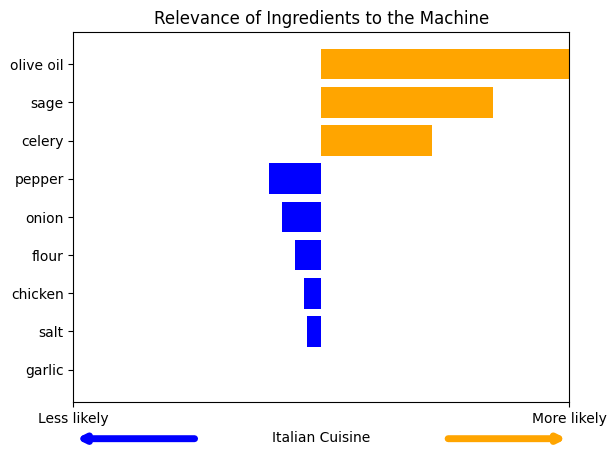 Relevance of Ingredients to the Machine
olive oil
sage
celery
pepper
onion
flour
chicken
salt
garlic
Less likely
More likely
Italian Cuisine